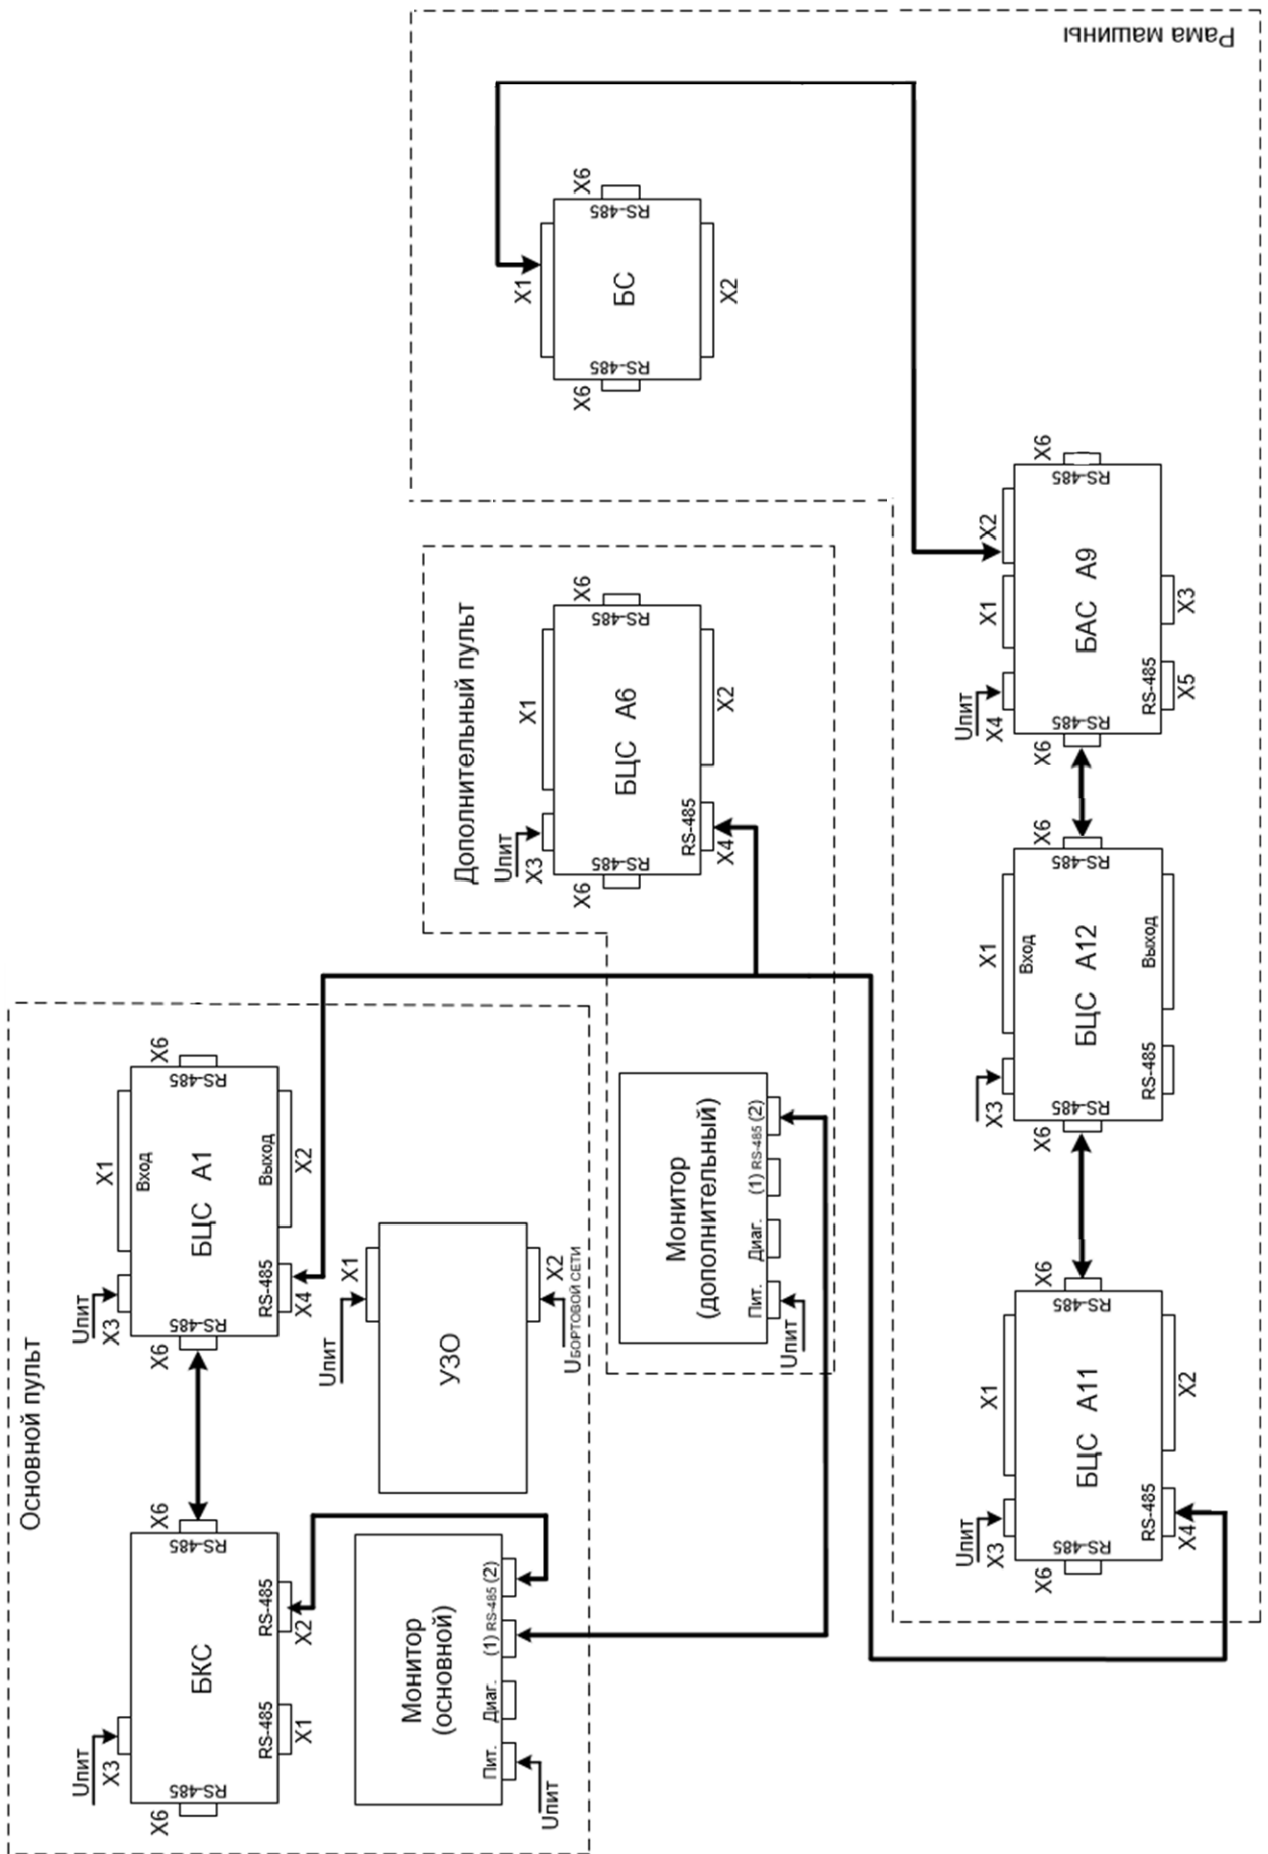 Основной пульт
Uпит
X3
X6
RS-485
БКС
RS-485
X6
RS-485
X1
RS-485
X2
Uпит
X3
X1
Вход
X6
RS-485
БЦС А1
RS-485
X6
RS-485
X4
Выход
X2
Монитор
(основной)
Пит.
Диаг.
(1) RS-485 (2)
Uпит
Uпит
X1
УЗО
X2
UБОРТОВОЙ СЕТИ
Дополнительный пульт
Uпит
X3
X1
X6
RS-485
БЦС А6
RS-485
X6
RS-485
X4
X2
Монитор
(дополнительный)
Пит.
Диаг.
(1) RS-485 (2)
Uпит
X1
X6
RS-485
БС
RS-485
X6
X2
Uпит
X3
X1
X6
RS-485
БЦС А11
RS-485
X6
RS-485
X4
X2
X3
X1
Вход
X6
RS-485
БЦС А12
RS-485
X6
RS-485
Выход
Uпит
X4
X1
X2
X6
RS-485
БАС А9
RS-485
X6
RS-485
X5
X3
Рама машины